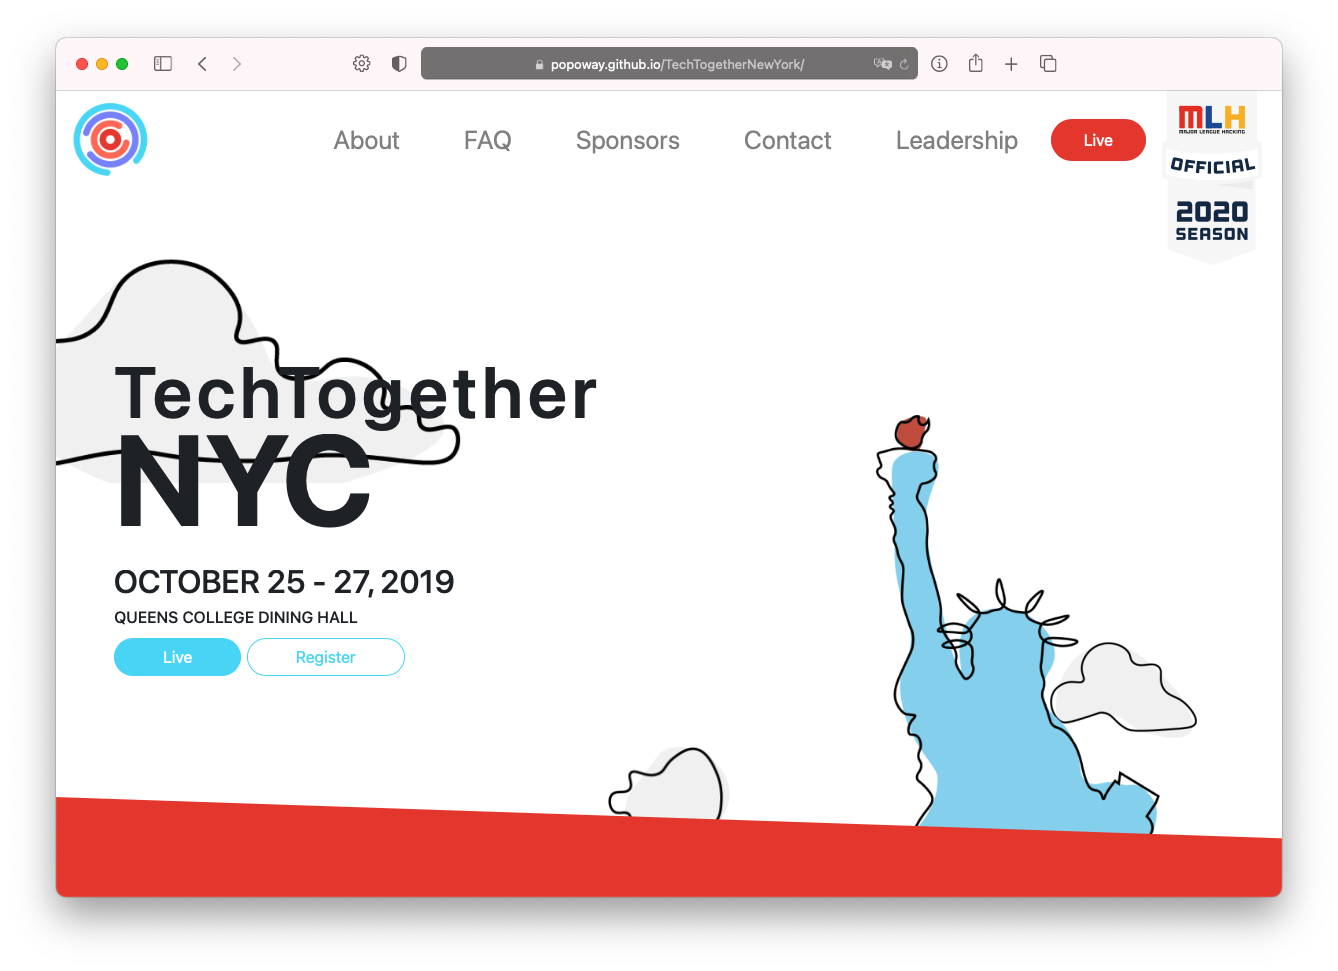 popoway.github.io/TechTogetherNewYork/
About
FAQ
Sponsors
Contact
Leadership
Live
MLH
MAJOR LEAGUE HACKING
OFFICIAL
2020
SEASON
TechTogether
NYC
OCTOBER 25 - 27, 2019
QUEENS COLLEGE DINING HALL
Live
Register